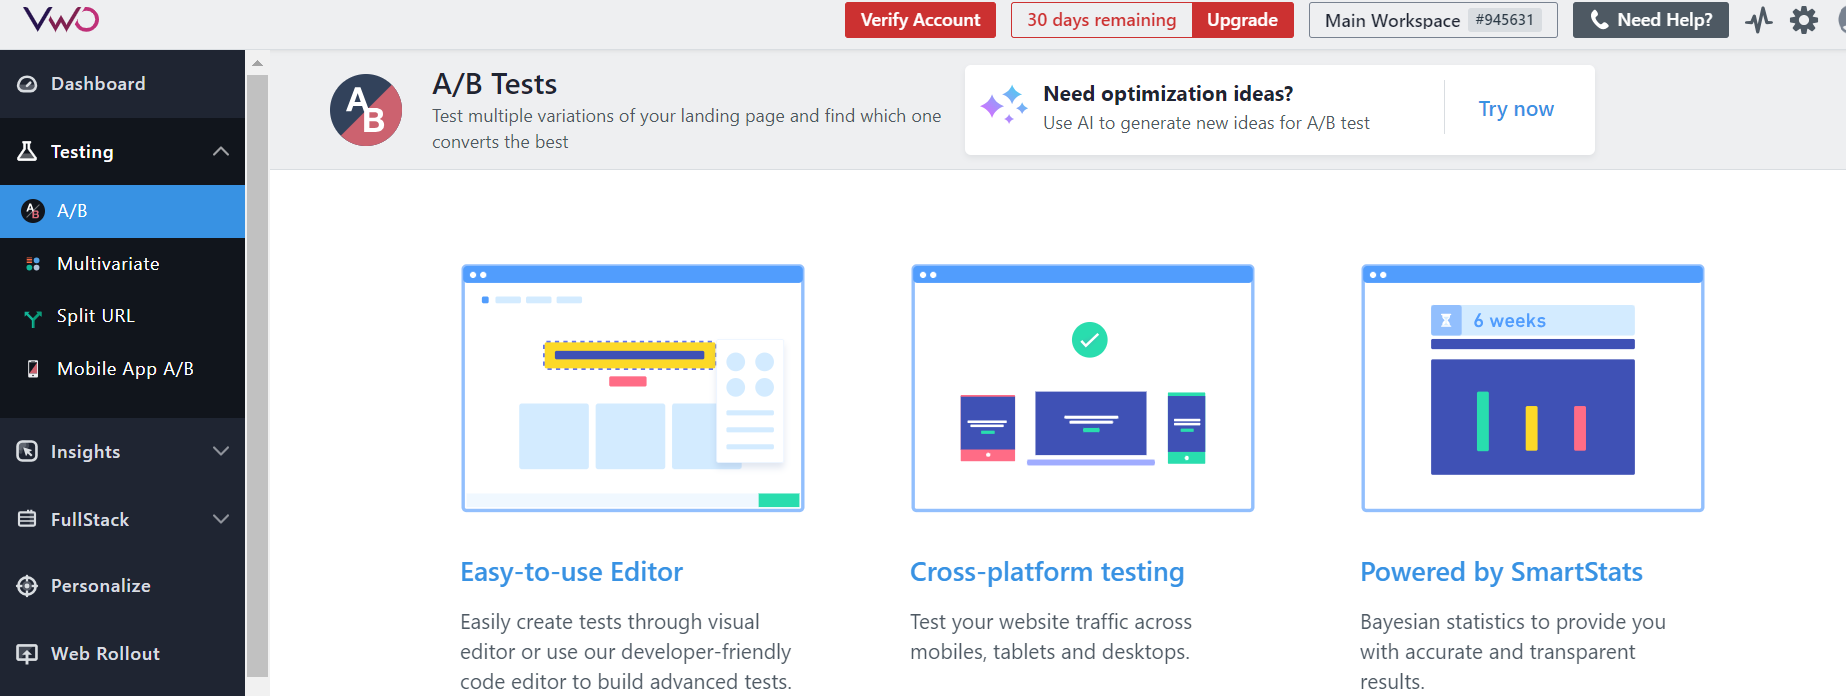 VWO
Verify Account
30 days remaining
Upgrade
Main Workspace #945631
Need Help?
Dashboard
Testing
A/B
Multivariate
Split URL
Mobile App A/B
Insights
FullStack
Personalize
Web Rollout
A
B
A/B Tests
Test multiple variations of your landing page and find which one
converts the best
Need optimization ideas?
Use AI to generate new ideas for A/B test
Try now
6 weeks
Easy-to-use Editor
Easily create tests through visual
editor or use our developer-friendly
code editor to build advanced tests.
Cross-platform testing
Test your website traffic across
mobiles, tablets and desktops.
Powered by SmartStats
Bayesian statistics to provide you
with accurate and transparent
results.